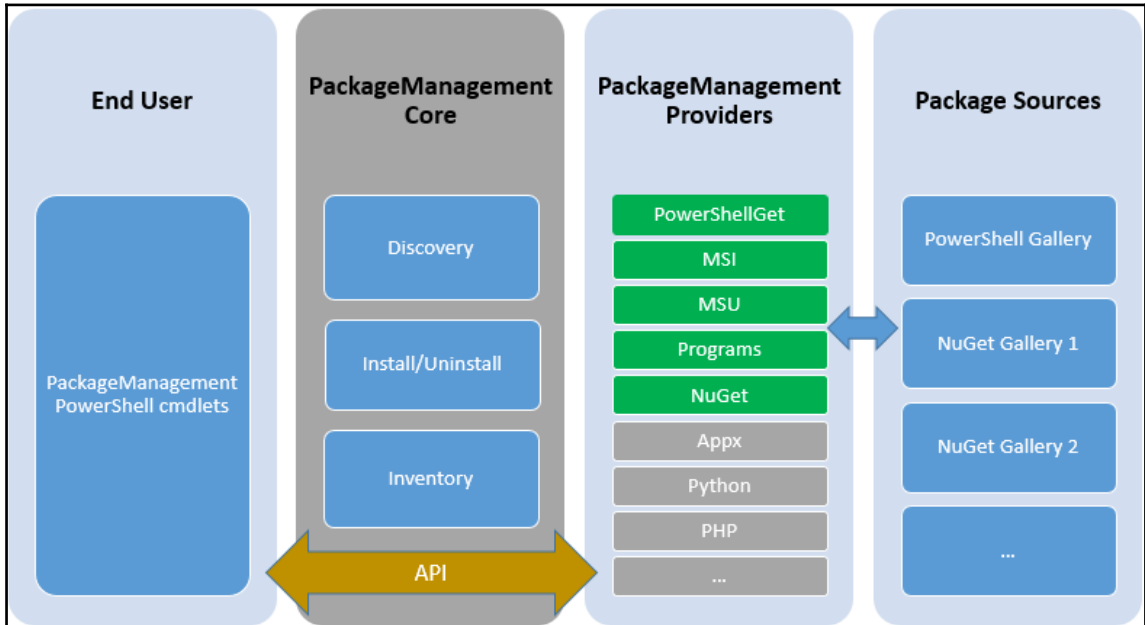 End User
PackageManagement
PowerShell cmdlets
PackageManagement
Core
Discovery
Install/Uninstall
Inventory
API
PackageManagement
Providers
PowerShellGet
MSI
MSU
Programs
NuGet
Appx
Python
PHP
...
Package Sources
PowerShell Gallery
NuGet Gallery 1
NuGet Gallery 2
...